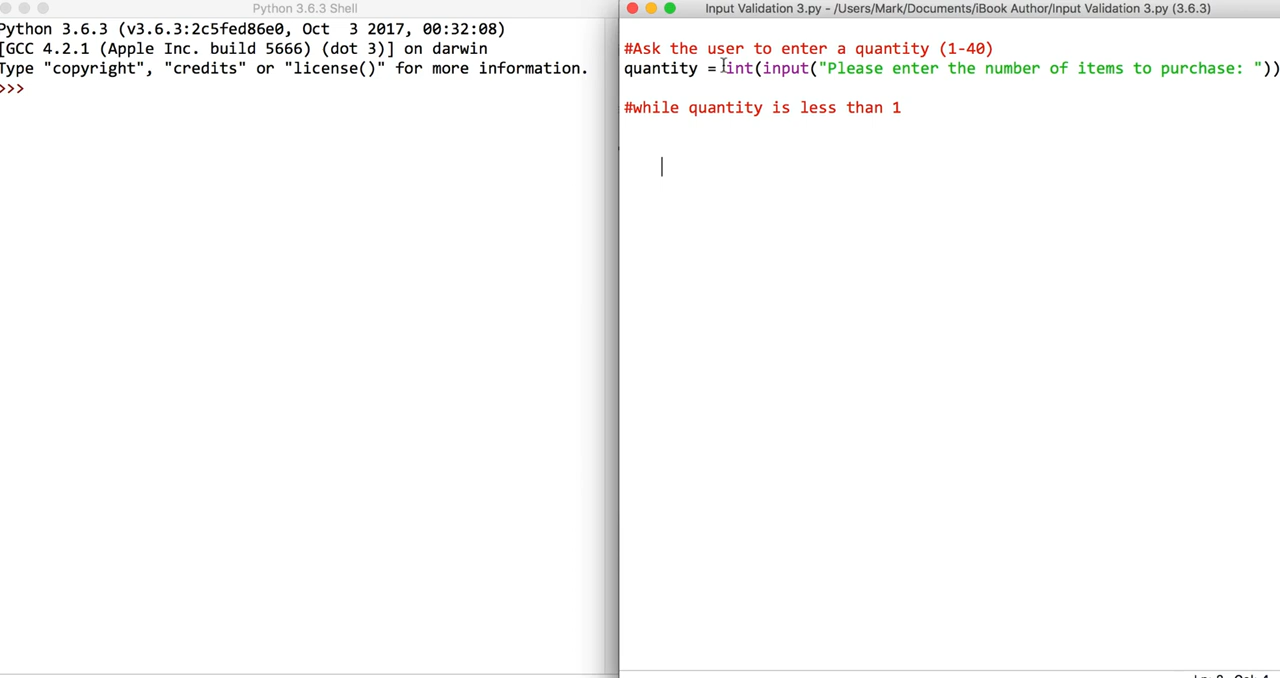 Python 3.6.3 Shell
Python 3.6.3 (v3.6.3:2c5fed86e0, Oct  3 2017, 00:32:08)
[GCC 4.2.1 (Apple Inc. build 5666) (dot 3)] on darwin
Type "copyright", "credits" or "license()" for more information.
>>>
Input Validation 3.py - /Users/Mark/Documents/iBook Author/Input Validation 3.py (3.6.3)
#Ask the user to enter a quantity (1-40)
quantity = int(input("Please enter the number of items to purchase: "))
#while quantity is less than 1